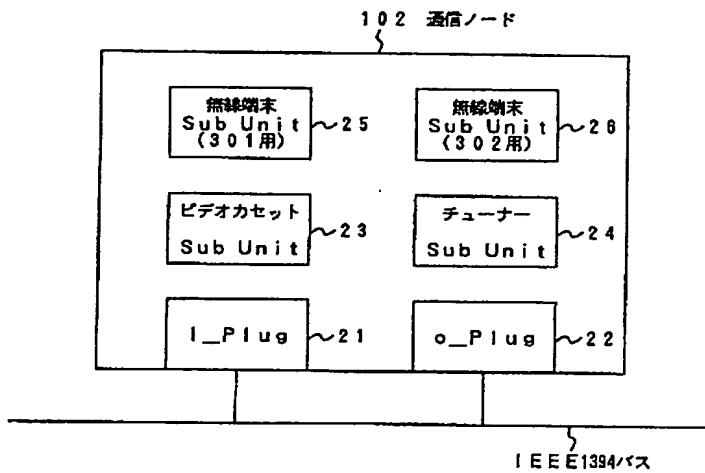 102 通信ノード
無線端末
Sub Unit
(301用)
25
無線端末
Sub Unit
(302用)
26
ビデオカセット
Sub Unit
23
チューナー
Sub Unit
24
I_Plug
21
o_Plug
22
IEEE1394バス